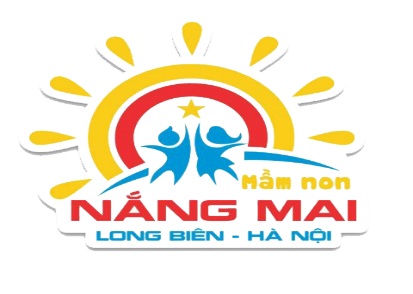 Mầm non
NẮNG MAI
LONG BIÊN - HÀ NỘI